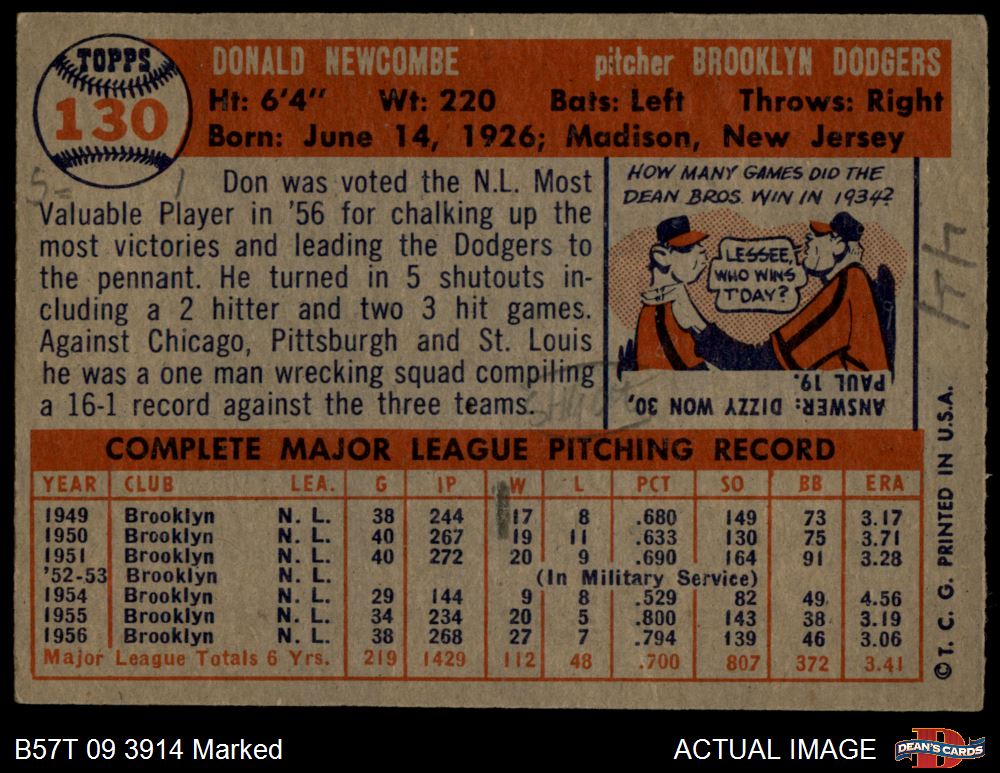 TOPPS
130
DONALD NEWCOMBE pitcher BROOKLYN DODGERS
Ht: 6'4" Wt: 220 Bats: Left Throws: Right
Born: June 14, 1926; Madison, New Jersey
Don was voted the N.L. Most
Valuable Player in '56 for chalking up the
most victories and leading the Dodgers to
the pennant. He turned in 5 shutouts in-
cluding a 2 hitter and two 3 hit games.
Against Chicago, Pittsburgh and St. Louis
he was a one man wrecking squad compiling
a 16-1 record against the three teams.
HOW MANY GAMES DID THE
DEAN BROS. WIN IN 1934?
LESSEE,
WHO WINS
T'DAY?
ANSWER: DIZZY WON 30,
PAUL 19.
COMPLETE MAJOR LEAGUE PITCHING RECORD
YEAR CLUB LEA. G IP W L PCT SO BB ERA
1949 Brooklyn N. L. 38 244 17 8 .680 149 73 3.17
1950 Brooklyn N. L. 40 267 19 11 .633 130 75 3.71
1951 Brooklyn N. L. 40 272 20 9 .690 164 91 3.28
'52-53 Brooklyn N. L. (In Military Service)
1954 Brooklyn N. L. 29 144 9 8 .529 82 49 4.56
1955 Brooklyn N. L. 34 234 20 5 .800 143 38 3.19
1956 Brooklyn N. L. 38 268 27 7 .794 139 46 3.06
Major League Totals 6 Yrs. 219 1429 112 48 .700 807 372 3.41
© T. C. G. PRINTED IN U.S.A.
B57T 09 3914 Marked
ACTUAL IMAGE
DEAN'S CARDS